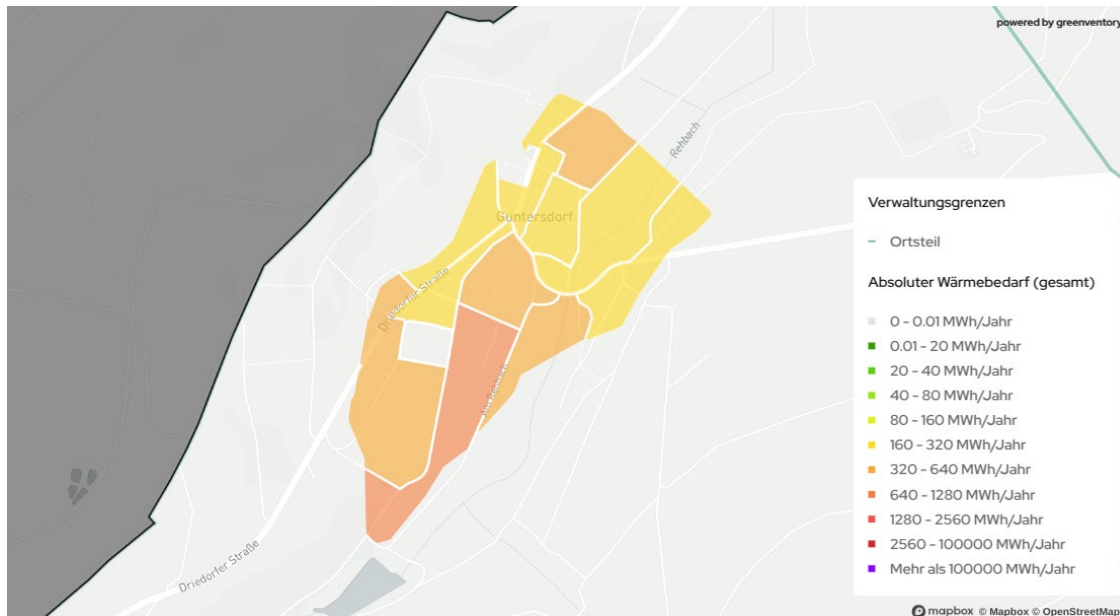 powered by greenventory
Rehbach
Guntersdorf
Driedorfer Straße
Am Rehbach
Driedorfer Straße
Verwaltungsgrenzen
Ortsteil
Absoluter Wärmebedarf (gesamt)
0 - 0.01 MWh/Jahr
0.01 - 20 MWh/Jahr
20 - 40 MWh/Jahr
40 - 80 MWh/Jahr
80 - 160 MWh/Jahr
160 - 320 MWh/Jahr
320 - 640 MWh/Jahr
640 - 1280 MWh/Jahr
1280 - 2560 MWh/Jahr
2560 - 100000 MWh/Jahr
Mehr als 100000 MWh/Jahr
mapbox © Mapbox © OpenStreetMap